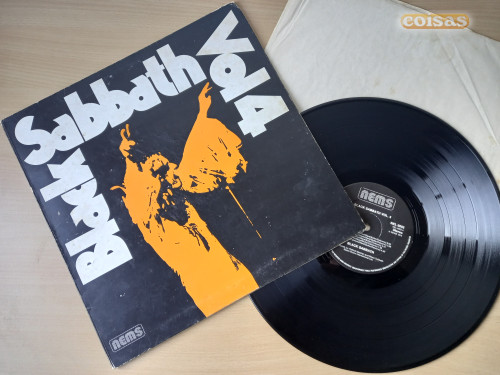 coisas
Black
Sabbath
Vol 4
nems
nems
BLACK SABBATH VOL. 4
BLACK SABBATH